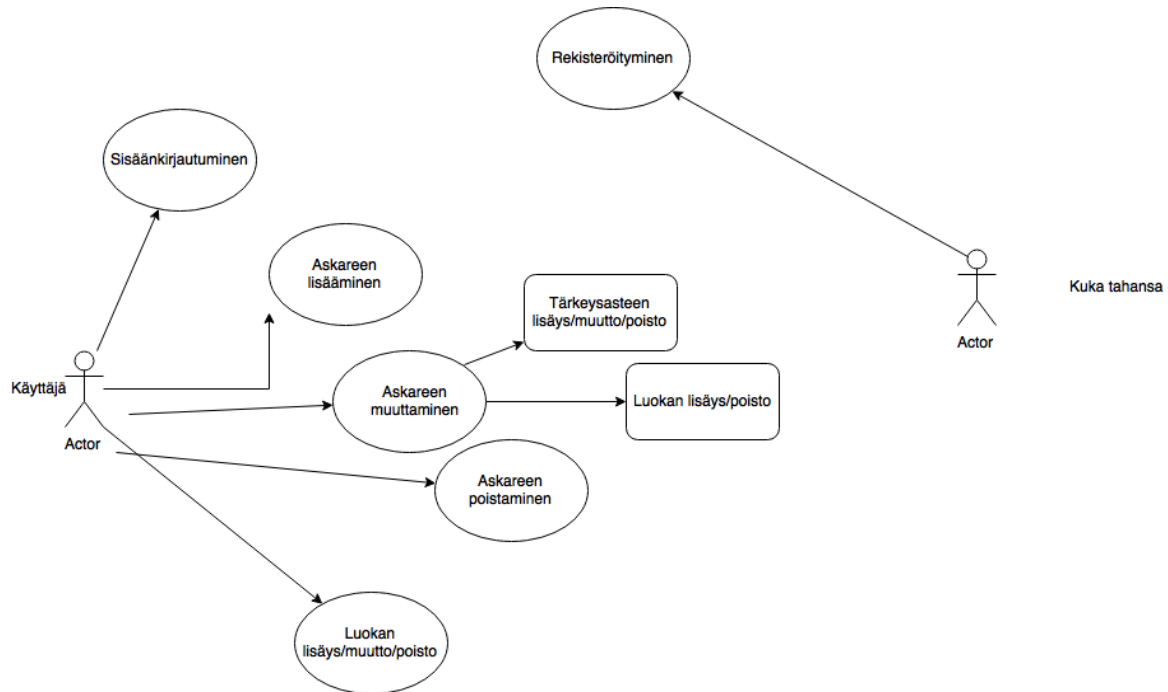 Rekisteröityminen
Sisäänkirjautuminen
Askareen
lisääminen
Tärkeysasteen
lisäys/muutto/poisto
Kuka tahansa
Actor
Käyttäjä
Askareen
muuttaminen
Luokan lisäys/poisto
Actor
Askareen
poistaminen
Luokan
lisäys/muutto/poisto